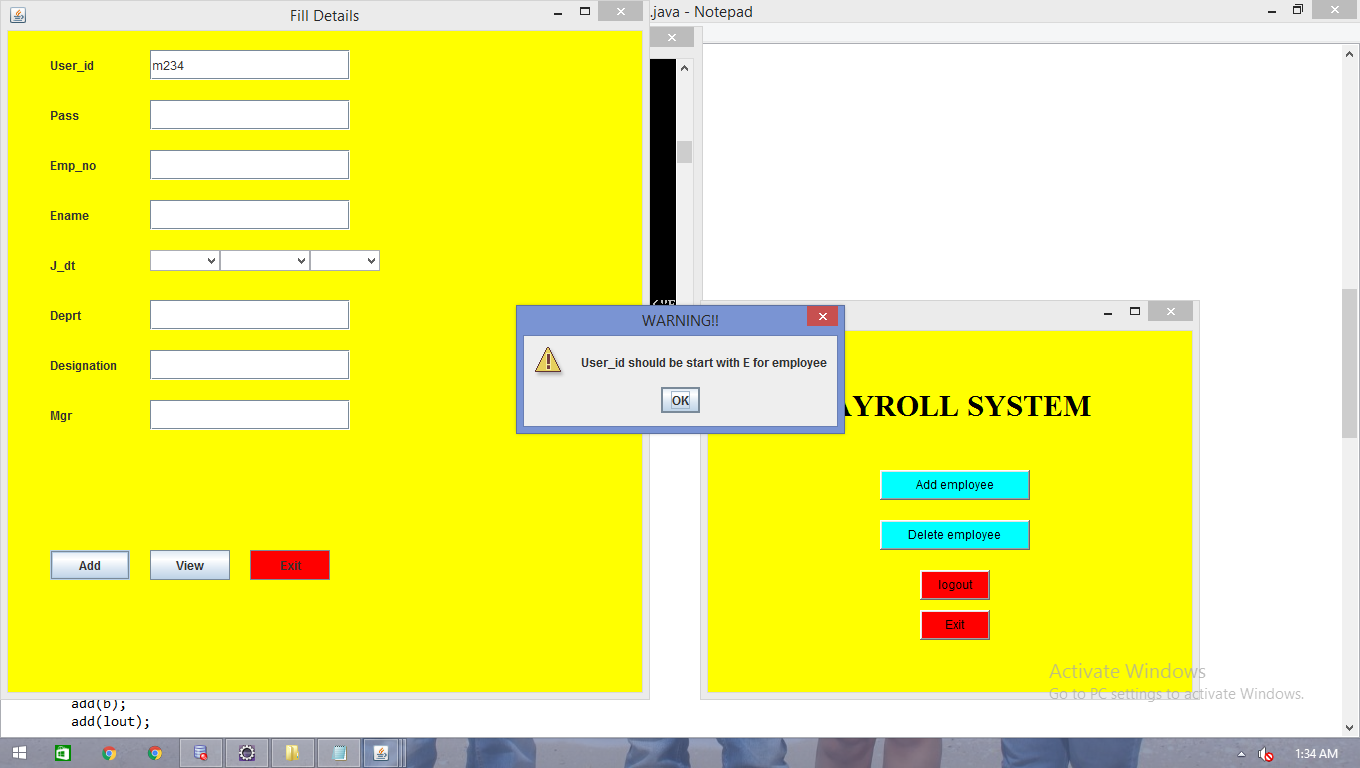 Fill Details
.java - Notepad
User_id
m234
Pass
Emp_no
Ename
J_dt
Deprt
Designation
Mgr
Add
View
Exit
WARNING!!
User_id should be start with E for employee
OK
AYROLL SYSTEM
Add employee
Delete employee
logout
Exit
Activate Windows
Go to PC settings to activate Windows.
add(b);
add(lout);
1:34 AM